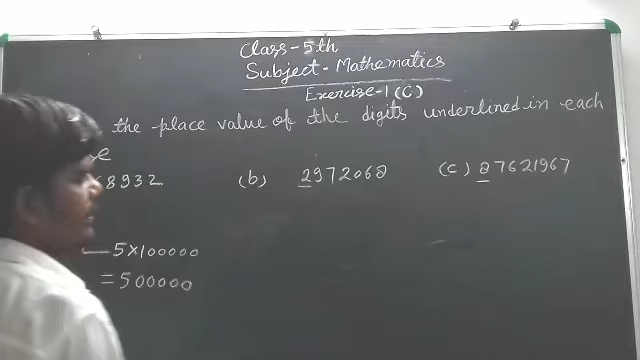 Class-5th
Subject-Mathematics
Exercise-1(C)
the place value of the digits underlined in each
68932 (b) 2972062 (c) 27621967
5×100000
=500000